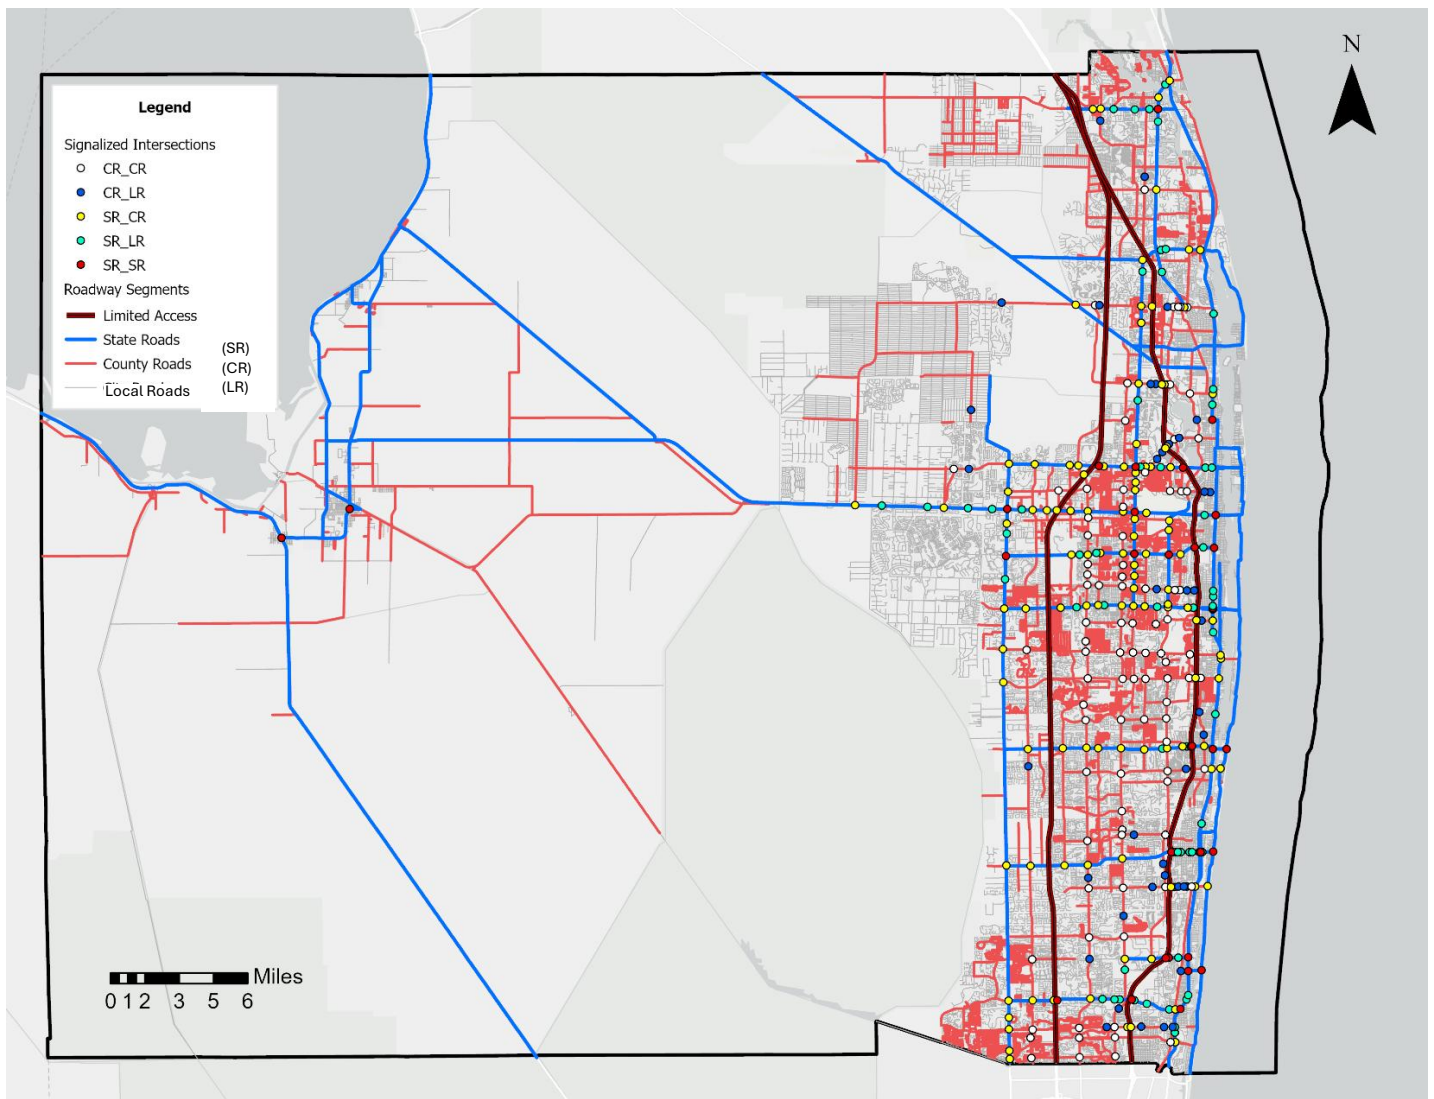 N
Legend
Signalized Intersections
CR_CR
CR_LR
SR_CR
SR_LR
SR_SR
Roadway Segments
Limited Access
State Roads (SR)
County Roads (CR)
Local Roads (LR)
Miles
0 1 2 3 5 6